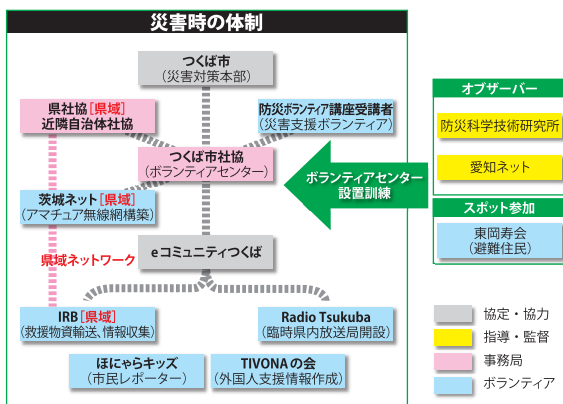 災害時の体制
つくば市
（災害対策本部）
県社協［県域］
近隣自治体社協
防災ボランティア講座受講者
（災害支援ボランティア）
つくば市社協
（ボランティアセンター）
茨城ネット［県域］
（アマチュア無線網構築）
県域ネットワーク
eコミュニティつくば
IRB［県域］
（救援物資輸送、情報収集）
Radio Tsukuba
（臨時県内放送局開設）
ほにゃらキッズ
（市民レポーター）
TIVONAの会
（外国人支援情報作成）
ボランティアセンター
設置訓練
オブザーバー
防災科学技術研究所
愛知ネット
スポット参加
東岡寿会
（避難住民）
協定・協力
指導・監督
事務局
ボランティア